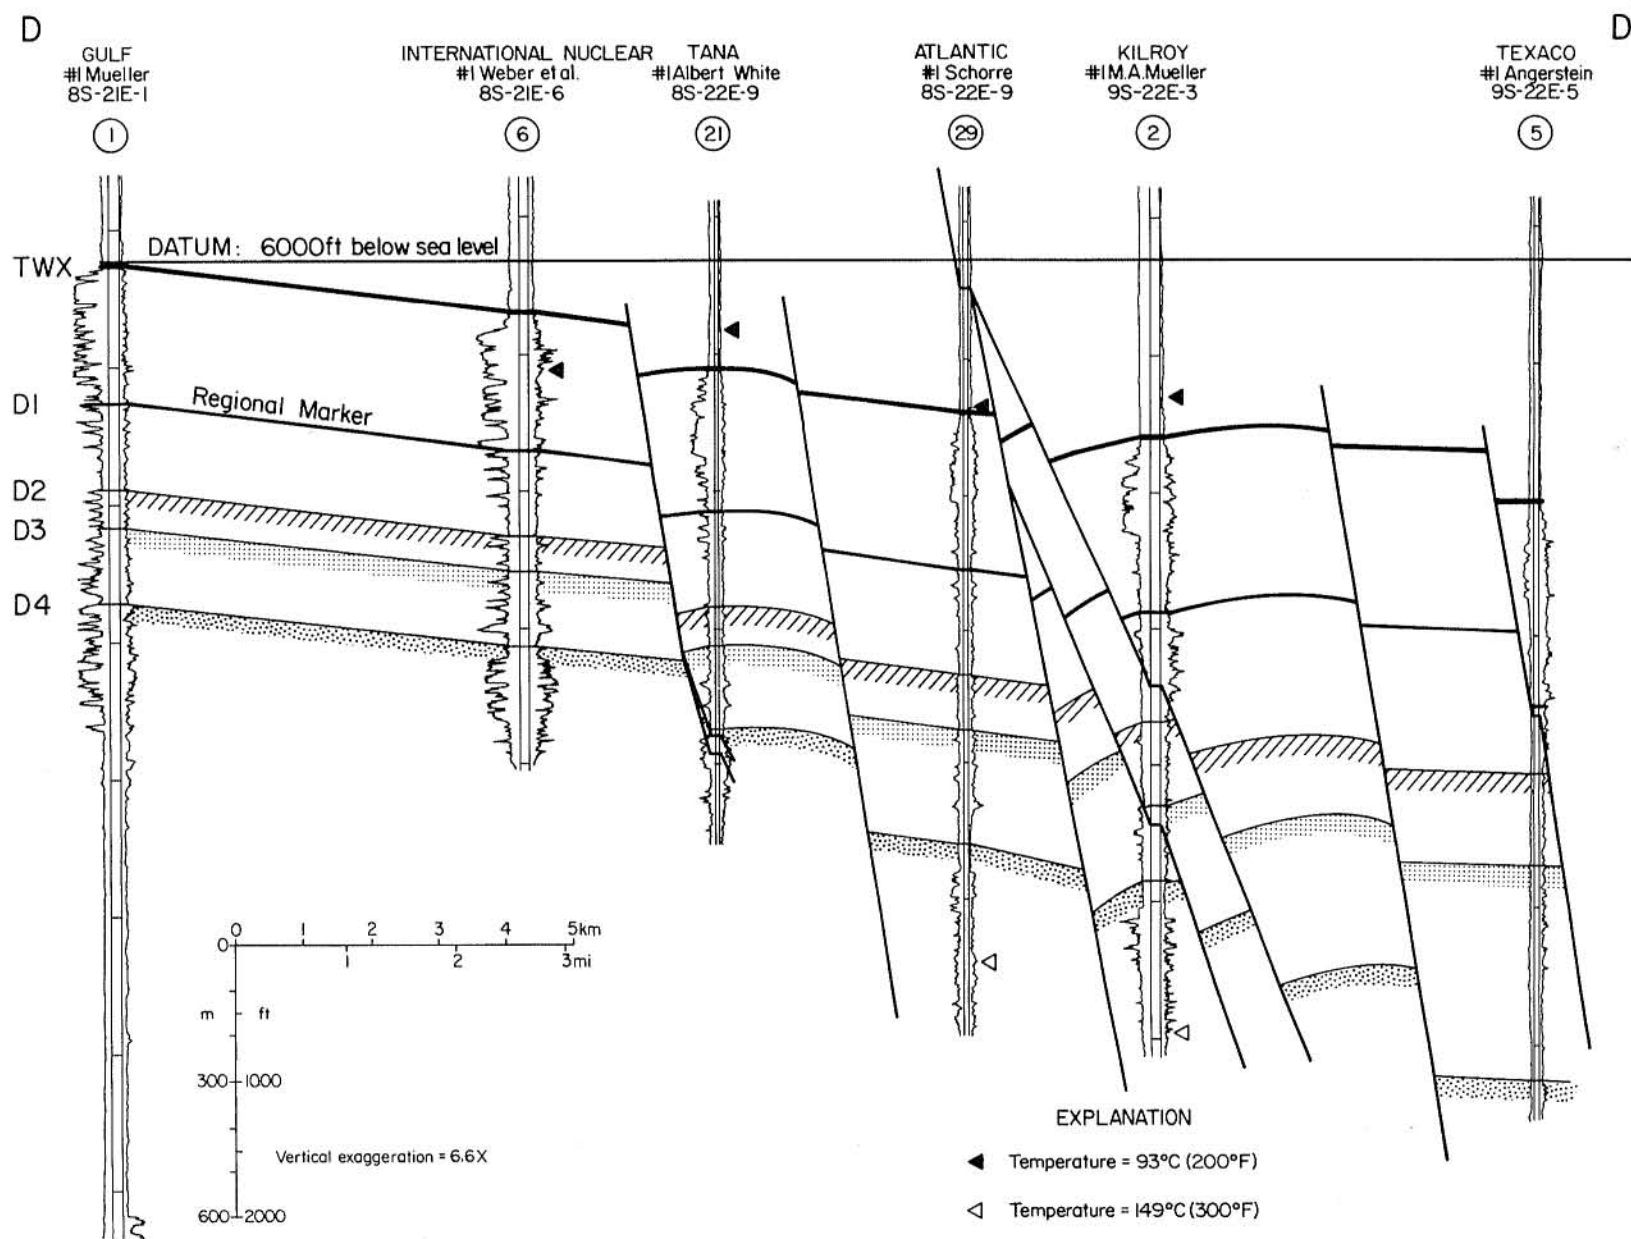 D D
GULF
#1 Mueller
8S-21E-1
1
INTERNATIONAL NUCLEAR
#1 Weber et al.
8S-21E-6
6
TANA
#1 Albert White
8S-22E-9
21
ATLANTIC
#1 Schorre
8S-22E-9
29
KILROY
#1 M.A. Mueller
9S-22E-3
2
TEXACO
#1 Angerstein
9S-22E-5
5
DATUM: 6000ft below sea level
TWX
D1
Regional Marker
D2
D3
D4
0 1 2 3 4 5km
0
1 2 3mi
m ft
300 1000
Vertical exaggeration = 6.6X
600 2000
EXPLANATION
Temperature = 93°C (200°F)
Temperature = 149°C (300°F)